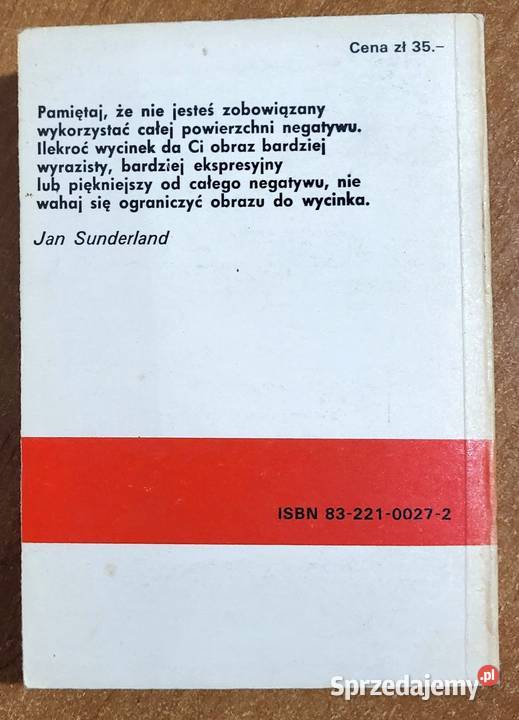 Cena zł 35.–
Pamiętaj, że nie jesteś zobowiązany
wykorzystać całej powierzchni negatywu.
Ilekroć wycinek da Ci obraz bardziej
wyrazisty, bardziej ekspresyjny
lub piękniejszy od całego negatywu, nie
wahaj się ograniczyć obrazu do wycinka.
Jan Sunderland
ISBN 83-221-0027-2
Sprzedajemy.pl